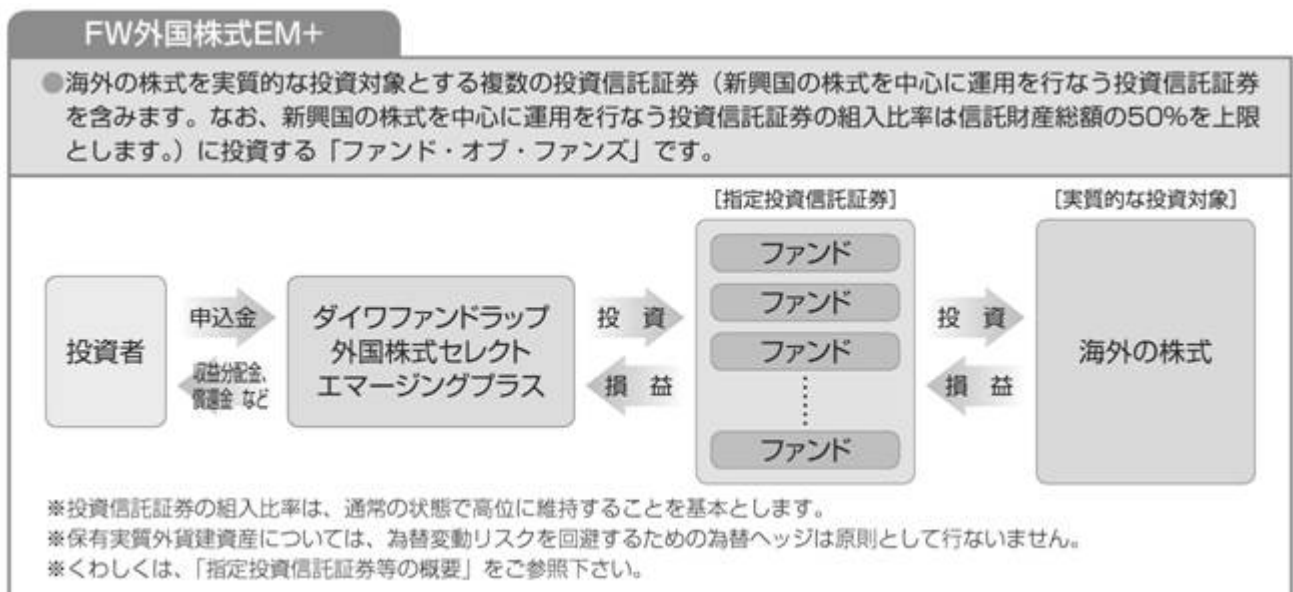 FW外国株式EM+
●海外の株式を実質的な投資対象とする複数の投資信託証券（新興国の株式を中心に運用を行なう投資信託証券
を含みます。なお、新興国の株式を中心に運用を行なう投資信託証券の組入比率は信託財産総額の50%を上限
とします。）に投資する「ファンド・オブ・ファンズ」です。
[指定投資信託証券]
[実質的な投資対象]
投資者
申込金
収益分配金、
償還金 など
ダイワファンドラップ
外国株式セレクト
エマージングプラス
投 資
損 益
ファンド
ファンド
ファンド
ファンド
投 資
損 益
海外の株式
※投資信託証券の組入比率は、通常の状態で高位に維持することを基本とします。
※保有実質外貨建資産については、為替変動リスクを回避するための為替ヘッジは原則として行ないません。
※くわしくは、「指定投資信託証券等の概要」をご参照下さい。